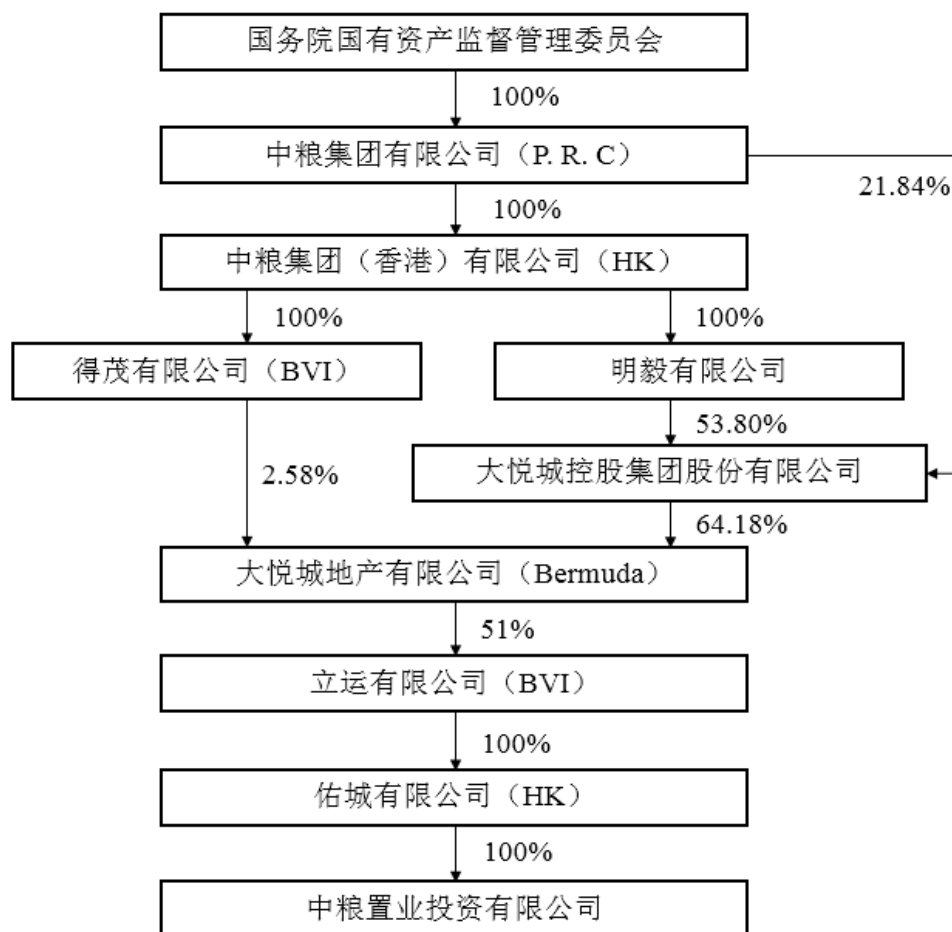 国务院国有资产监督管理委员会
100%
中粮集团有限公司（P. R. C）
21.84%
100%
中粮集团（香港）有限公司（HK）
100%
100%
得茂有限公司（BVI）
明毅有限公司
53.80%
2.58%
大悦城控股集团股份有限公司
64.18%
大悦城地产有限公司（Bermuda）
51%
立运有限公司（BVI）
100%
佑城有限公司（HK）
100%
中粮置业投资有限公司